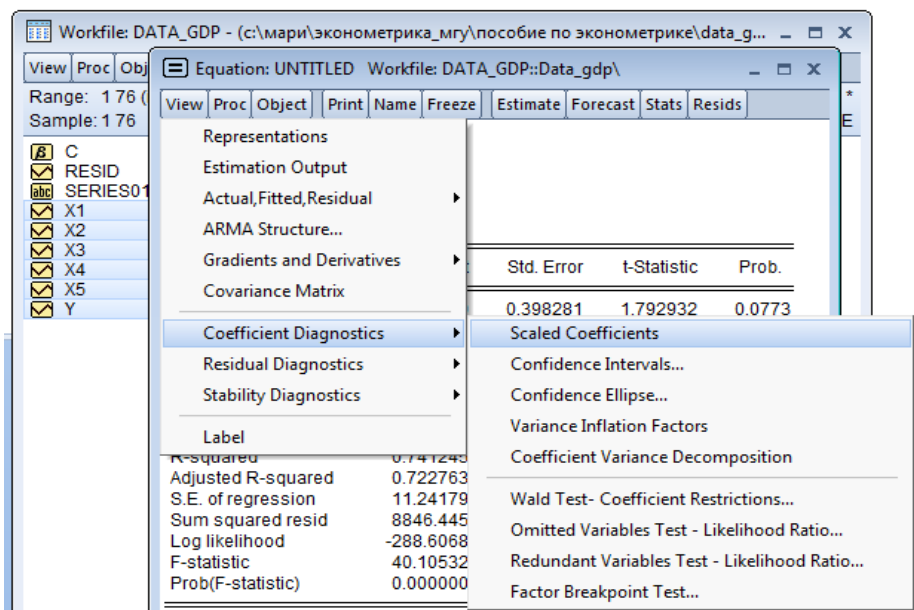 Workfile: DATA_GDP - (c:\мари\эконометрика_мгу\пособие по эконометрике\data_g...
View Proc Obj
Range: 1 76 (
Sample: 1 76
*
E
C
RESID
SERIES01
X1
X2
X3
X4
X5
Y
Equation: UNTITLED Workfile: DATA_GDP::Data_gdp\
View Proc Object Print Name Freeze Estimate Forecast Stats Resids
Representations
Estimation Output
Actual,Fitted,Residual
ARMA Structure...
Gradients and Derivatives
Covariance Matrix
Coefficient Diagnostics
Residual Diagnostics
Stability Diagnostics
Label
Std. Error t-Statistic Prob.
0.398281 1.792932 0.0773
Scaled Coefficients
Confidence Intervals...
Confidence Ellipse...
Variance Inflation Factors
Coefficient Variance Decomposition
Wald Test- Coefficient Restrictions...
Omitted Variables Test - Likelihood Ratio...
Redundant Variables Test - Likelihood Ratio...
Factor Breakpoint Test...
R-squared 0.741245
Adjusted R-squared 0.722763
S.E. of regression 11.24179
Sum squared resid 8846.445
Log likelihood -288.6068
F-statistic 40.10532
Prob(F-statistic) 0.000000